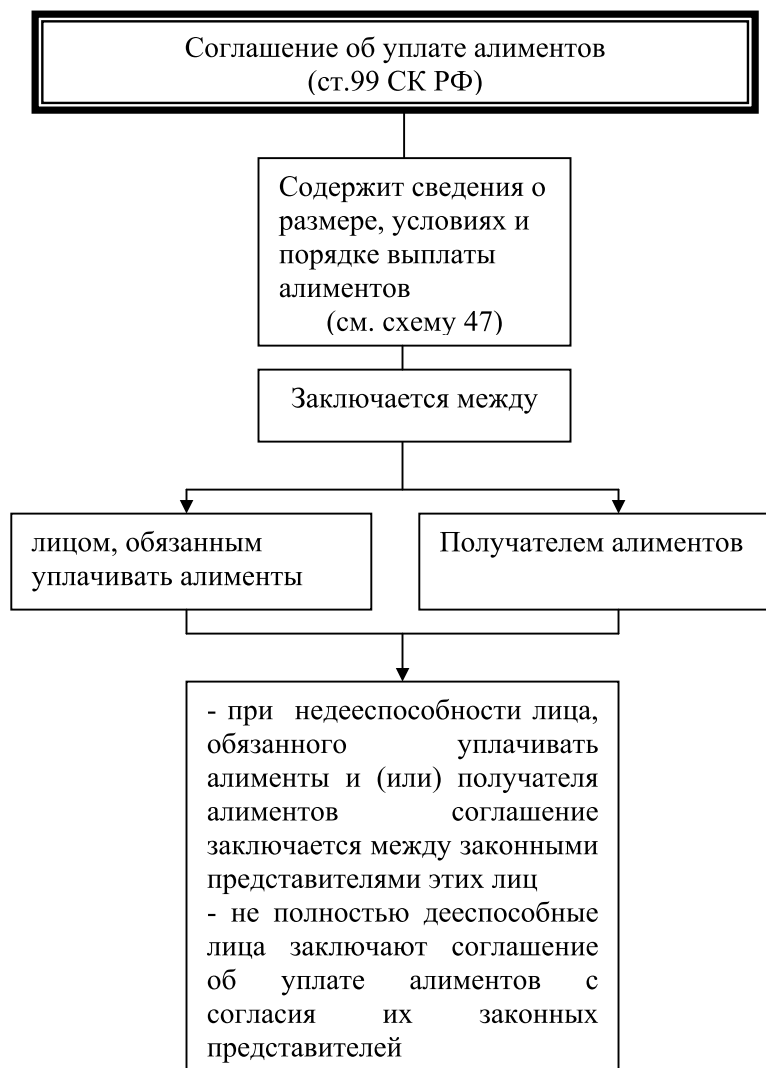 Соглашение об уплате алиментов
(ст.99 СК РФ)
Содержит сведения о
размере, условиях и
порядке выплаты
алиментов
(см. схему 47)
Заключается между
лицом, обязанным
уплачивать алименты
Получателем алиментов
- при недееспособности лица,
обязанного уплачивать
алименты и (или) получателя
алиментов соглашение
заключается между законными
представителями этих лиц
- не полностью дееспособные
лица заключают соглашение
об уплате алиментов с
согласия их законных
представителей